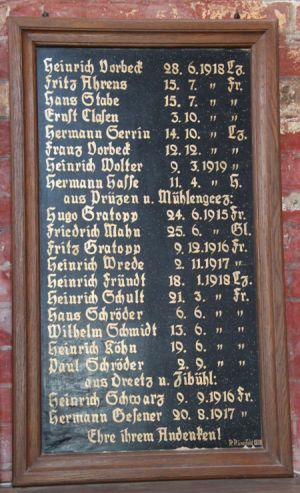 Heinrich Vorbeck 28. 6. 1918 Lz.
Fritz Ahrens 15. 7. " Fr.
Hans Stabe 15. 7. " "
Ernst Clasen 3. 10. " "
Hermann Serrin 14. 10. " Lz.
Franz Vorbeck 12. 12. " "
Heinrich Wolter 9. 3. 1919 "
Hermann Hasse 11. 4. " H.
aus Prüzen u. Mühlengeez:
Hugo Gratopp 24. 6. 1915 Fr.
Friedrich Mahn 25. 6. " Gl.
Fritz Gratopp 9. 12. 1916 Fr.
Heinrich Wrede 2. 11. 1917 "
Heinrich Fründt 18. 1. 1918 Lz.
Heinrich Schult 21. 3. " Fr.
Hans Schröder 6. 6. " "
Wilhelm Schmidt 13. 6. " "
Heinrich Köhn 19. 6. " "
Paul Schröder 2. 9. " "
aus Dreetz u. Zibühl:
Heinrich Schwarz 9. 9. 1916 Fr.
Hermann Gesener 20. 8. 1917 "
Ehre ihrem Andenken!